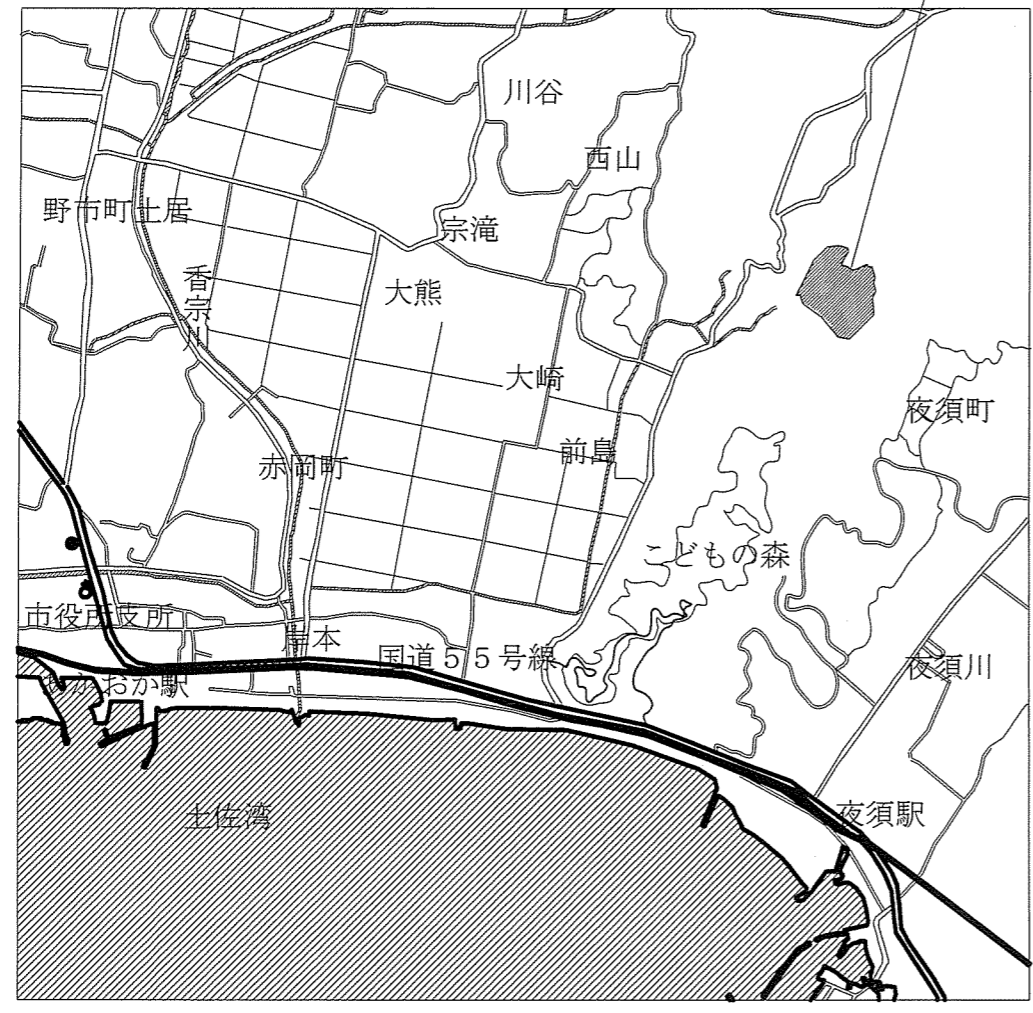 川谷
西山
野市町土居
宗滝
香宗川
大熊
大崎
夜須町
前島
赤岡町
こどもの森
市役所支所
岸本
国道55号線
夜須川
あかおか駅
土佐湾
夜須駅